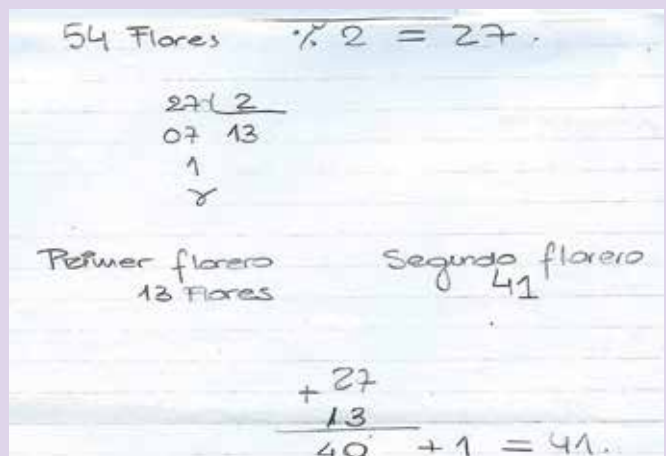 54 Flores % 2 = 27.
27 2
07 13
1
r
Primer florero Segundo florero
13 Flores 41
+ 27
13
40 + 1 = 41.